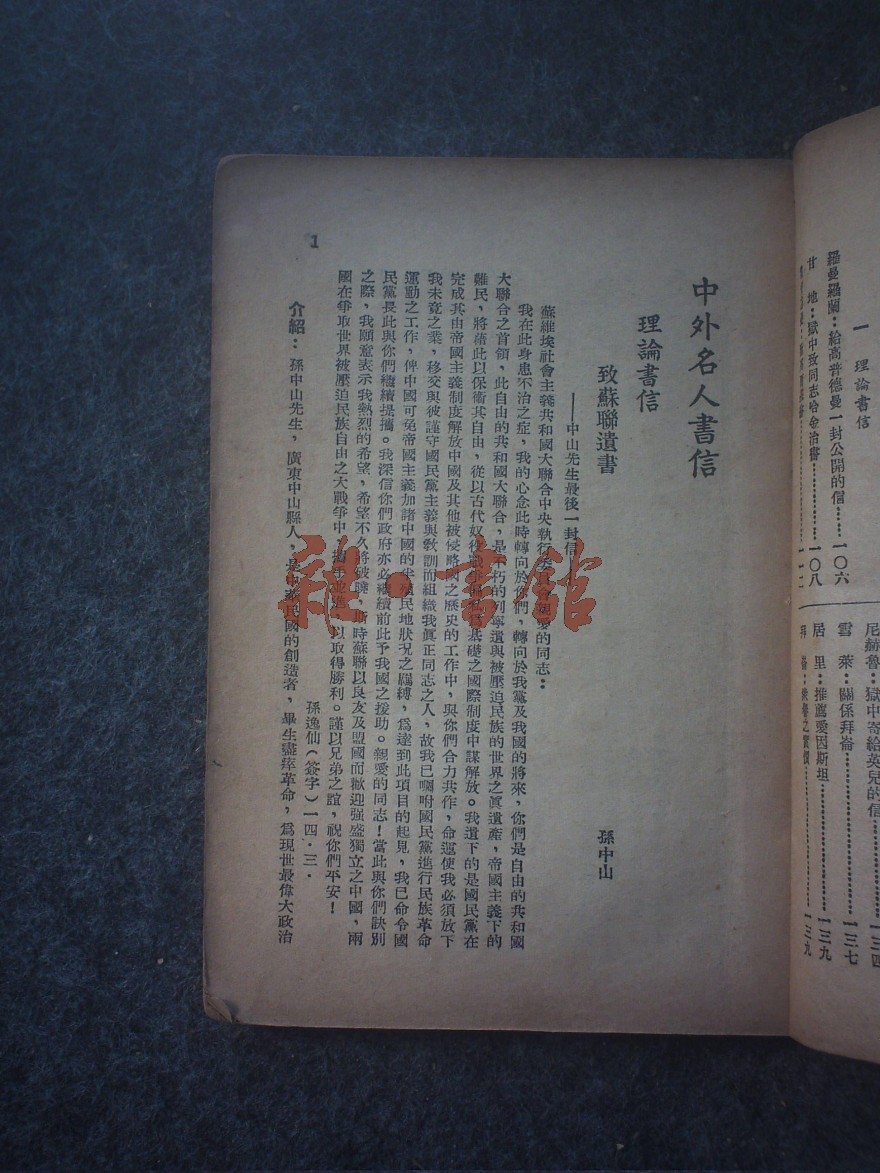 一 理論書信
羅曼羅蘭：給高普德曼一封公開的信……一〇六
甘 地：獄中致同志哈金治書……一〇八
一一二
尼赫魯：獄中寄給英兒的信……一三四
雲 萊：關係拜崙……一三七
居 里：推薦愛因斯坦……一三九
拜 崙：……一三九
中外名人書信
理論書信
致蘇聯遺書 孫中山
——中山先生最後一封信
蘇維埃社會主義共和國大聯合中央執行委員會親愛的同志：
我在此身患不治之症，我的心念此時轉向於你們，轉向於我黨及我國的將來，你們是自由的共和國
大聯合之首領，此自由的共和國大聯合，是不朽的列寧遺與被壓迫民族的世界之眞遺產，帝國主義下的
難民，將藉此以保衛其自由，從以古代奴役戰爭偏私爲基礎之國際制度中謀解放。我遺下的是國民黨在
完成其由帝國主義制度解放中國及其他被侵略國之歷史的工作中，與你們合力共作，命運使我必須放下
我未竟之業，移交與彼謹守國民黨主義與敎訓而組織我眞正同志之人，故我已囑咐國民黨進行民族革命
運動之工作，俾中國可免帝國主義加諸中國的半殖民地狀况之羈縛，爲達到此項目的起見，我已命令國
民黨長此與你們繼續提攜。我深信你們政府亦必繼續前此予我國之援助。親愛的同志！當此與你們訣別
之際，我願意表示我熱烈的希望，希望不久將破曉，斯時蘇聯以良友及盟國而歡迎強盛獨立之中國，兩
國在爭取世界被壓迫民族自由之大戰爭中，攜手並進，以取得勝利。謹以兄弟之誼，祝你們平安！
孫逸仙（簽字）一四・三・
介紹：孫中山先生，廣東中山縣人，是中華民國的創造者，畢生盡瘁革命，爲現世最偉大政治
1
書館